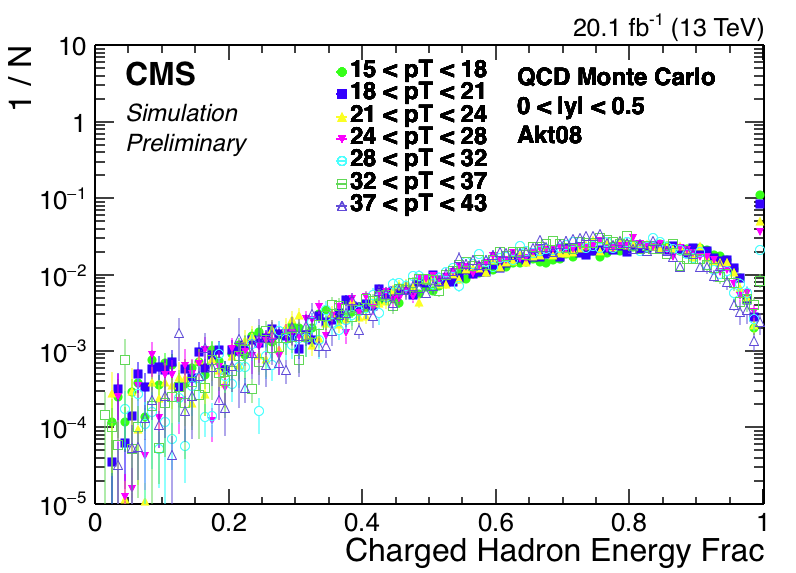 20.1 fb⁻¹ (13 TeV)
1 / N
10
1
10⁻¹
10⁻²
10⁻³
10⁻⁴
10⁻⁵
CMS
Simulation
Preliminary
15 < pT < 18
18 < pT < 21
21 < pT < 24
24 < pT < 28
28 < pT < 32
32 < pT < 37
37 < pT < 43
QCD Monte Carlo
0 < |y| < 0.5
Akt08
0 0.2 0.4 0.6 0.8 1
Charged Hadron Energy Frac